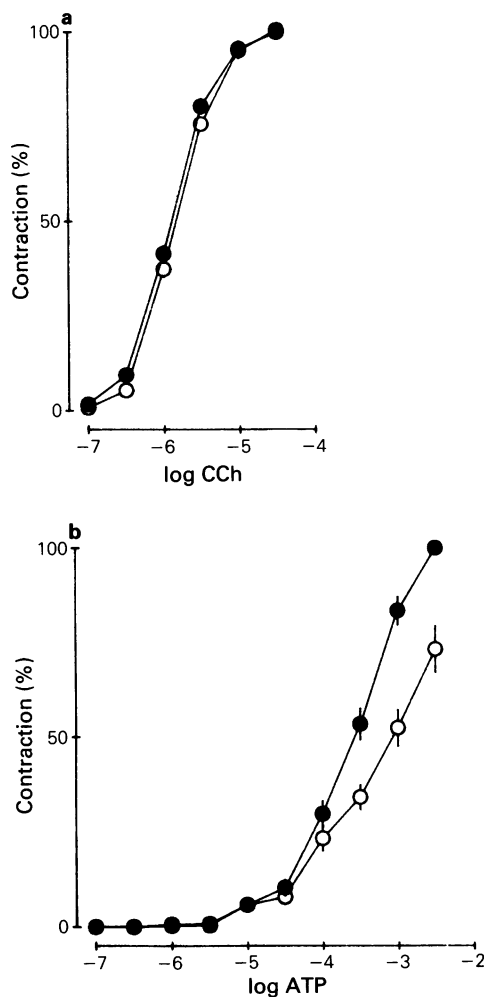 a
100
50
0
Contraction (%)
−7 −6 −5 −4
log CCh
b
100
50
0
Contraction (%)
−7 −6 −5 −4 −3 −2
log ATP